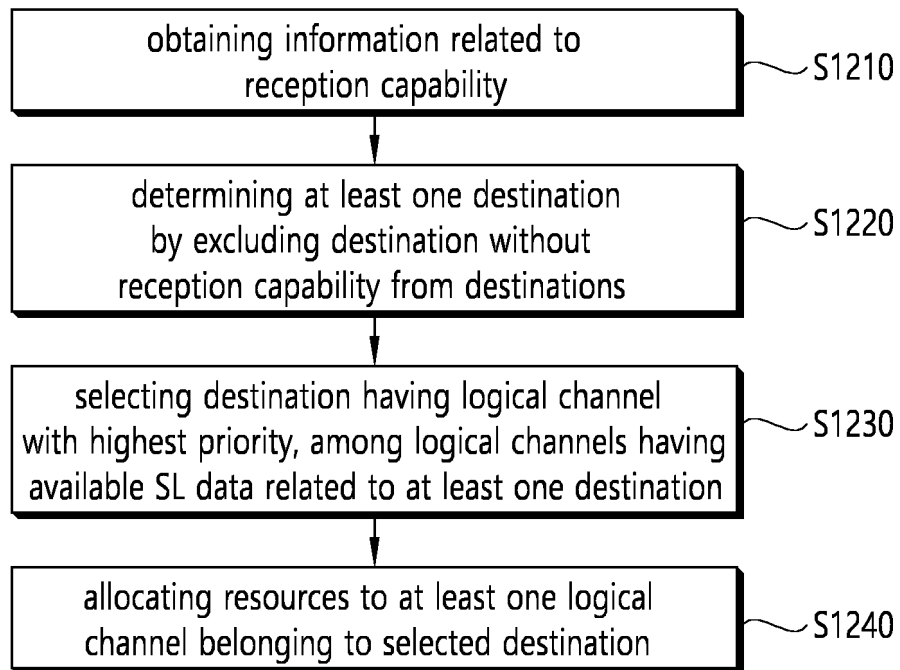 obtaining information related to
reception capability
S1210
determining at least one destination
by excluding destination without
reception capability from destinations
S1220
selecting destination having logical channel
with highest priority, among logical channels having
available SL data related to at least one destination
S1230
allocating resources to at least one logical
channel belonging to selected destination
S1240